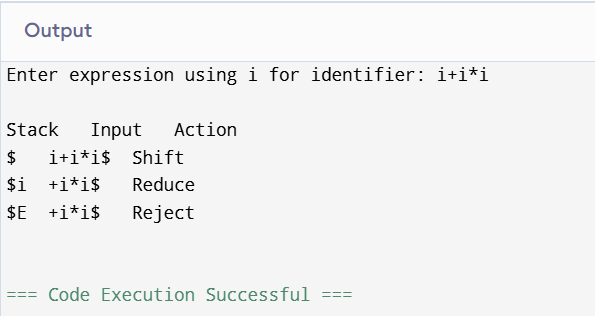 Output
Enter expression using i for identifier: i+i*i
Stack   Input   Action
$   i+i*i$  Shift
$i  +i*i$   Reduce
$E  +i*i$   Reject
=== Code Execution Successful ===